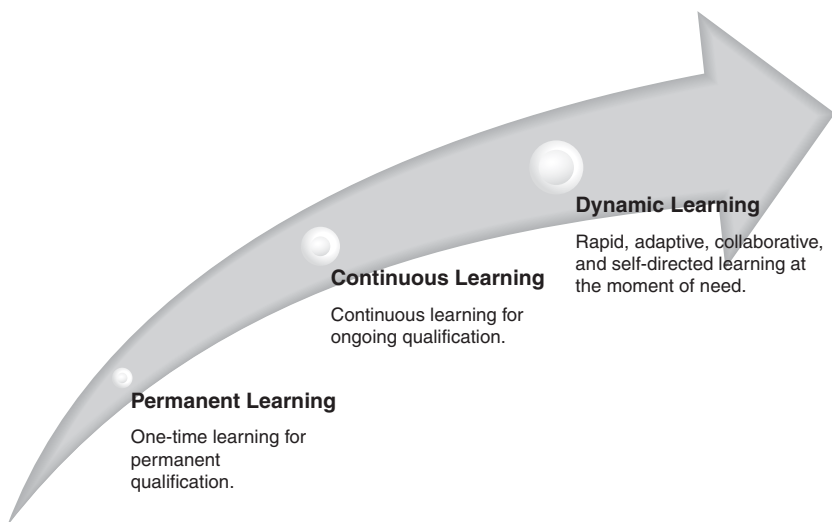 Dynamic Learning
Rapid, adaptive, collaborative,
and self-directed learning at
the moment of need.
Continuous Learning
Continuous learning for
ongoing qualification.
Permanent Learning
One-time learning for
permanent
qualification.